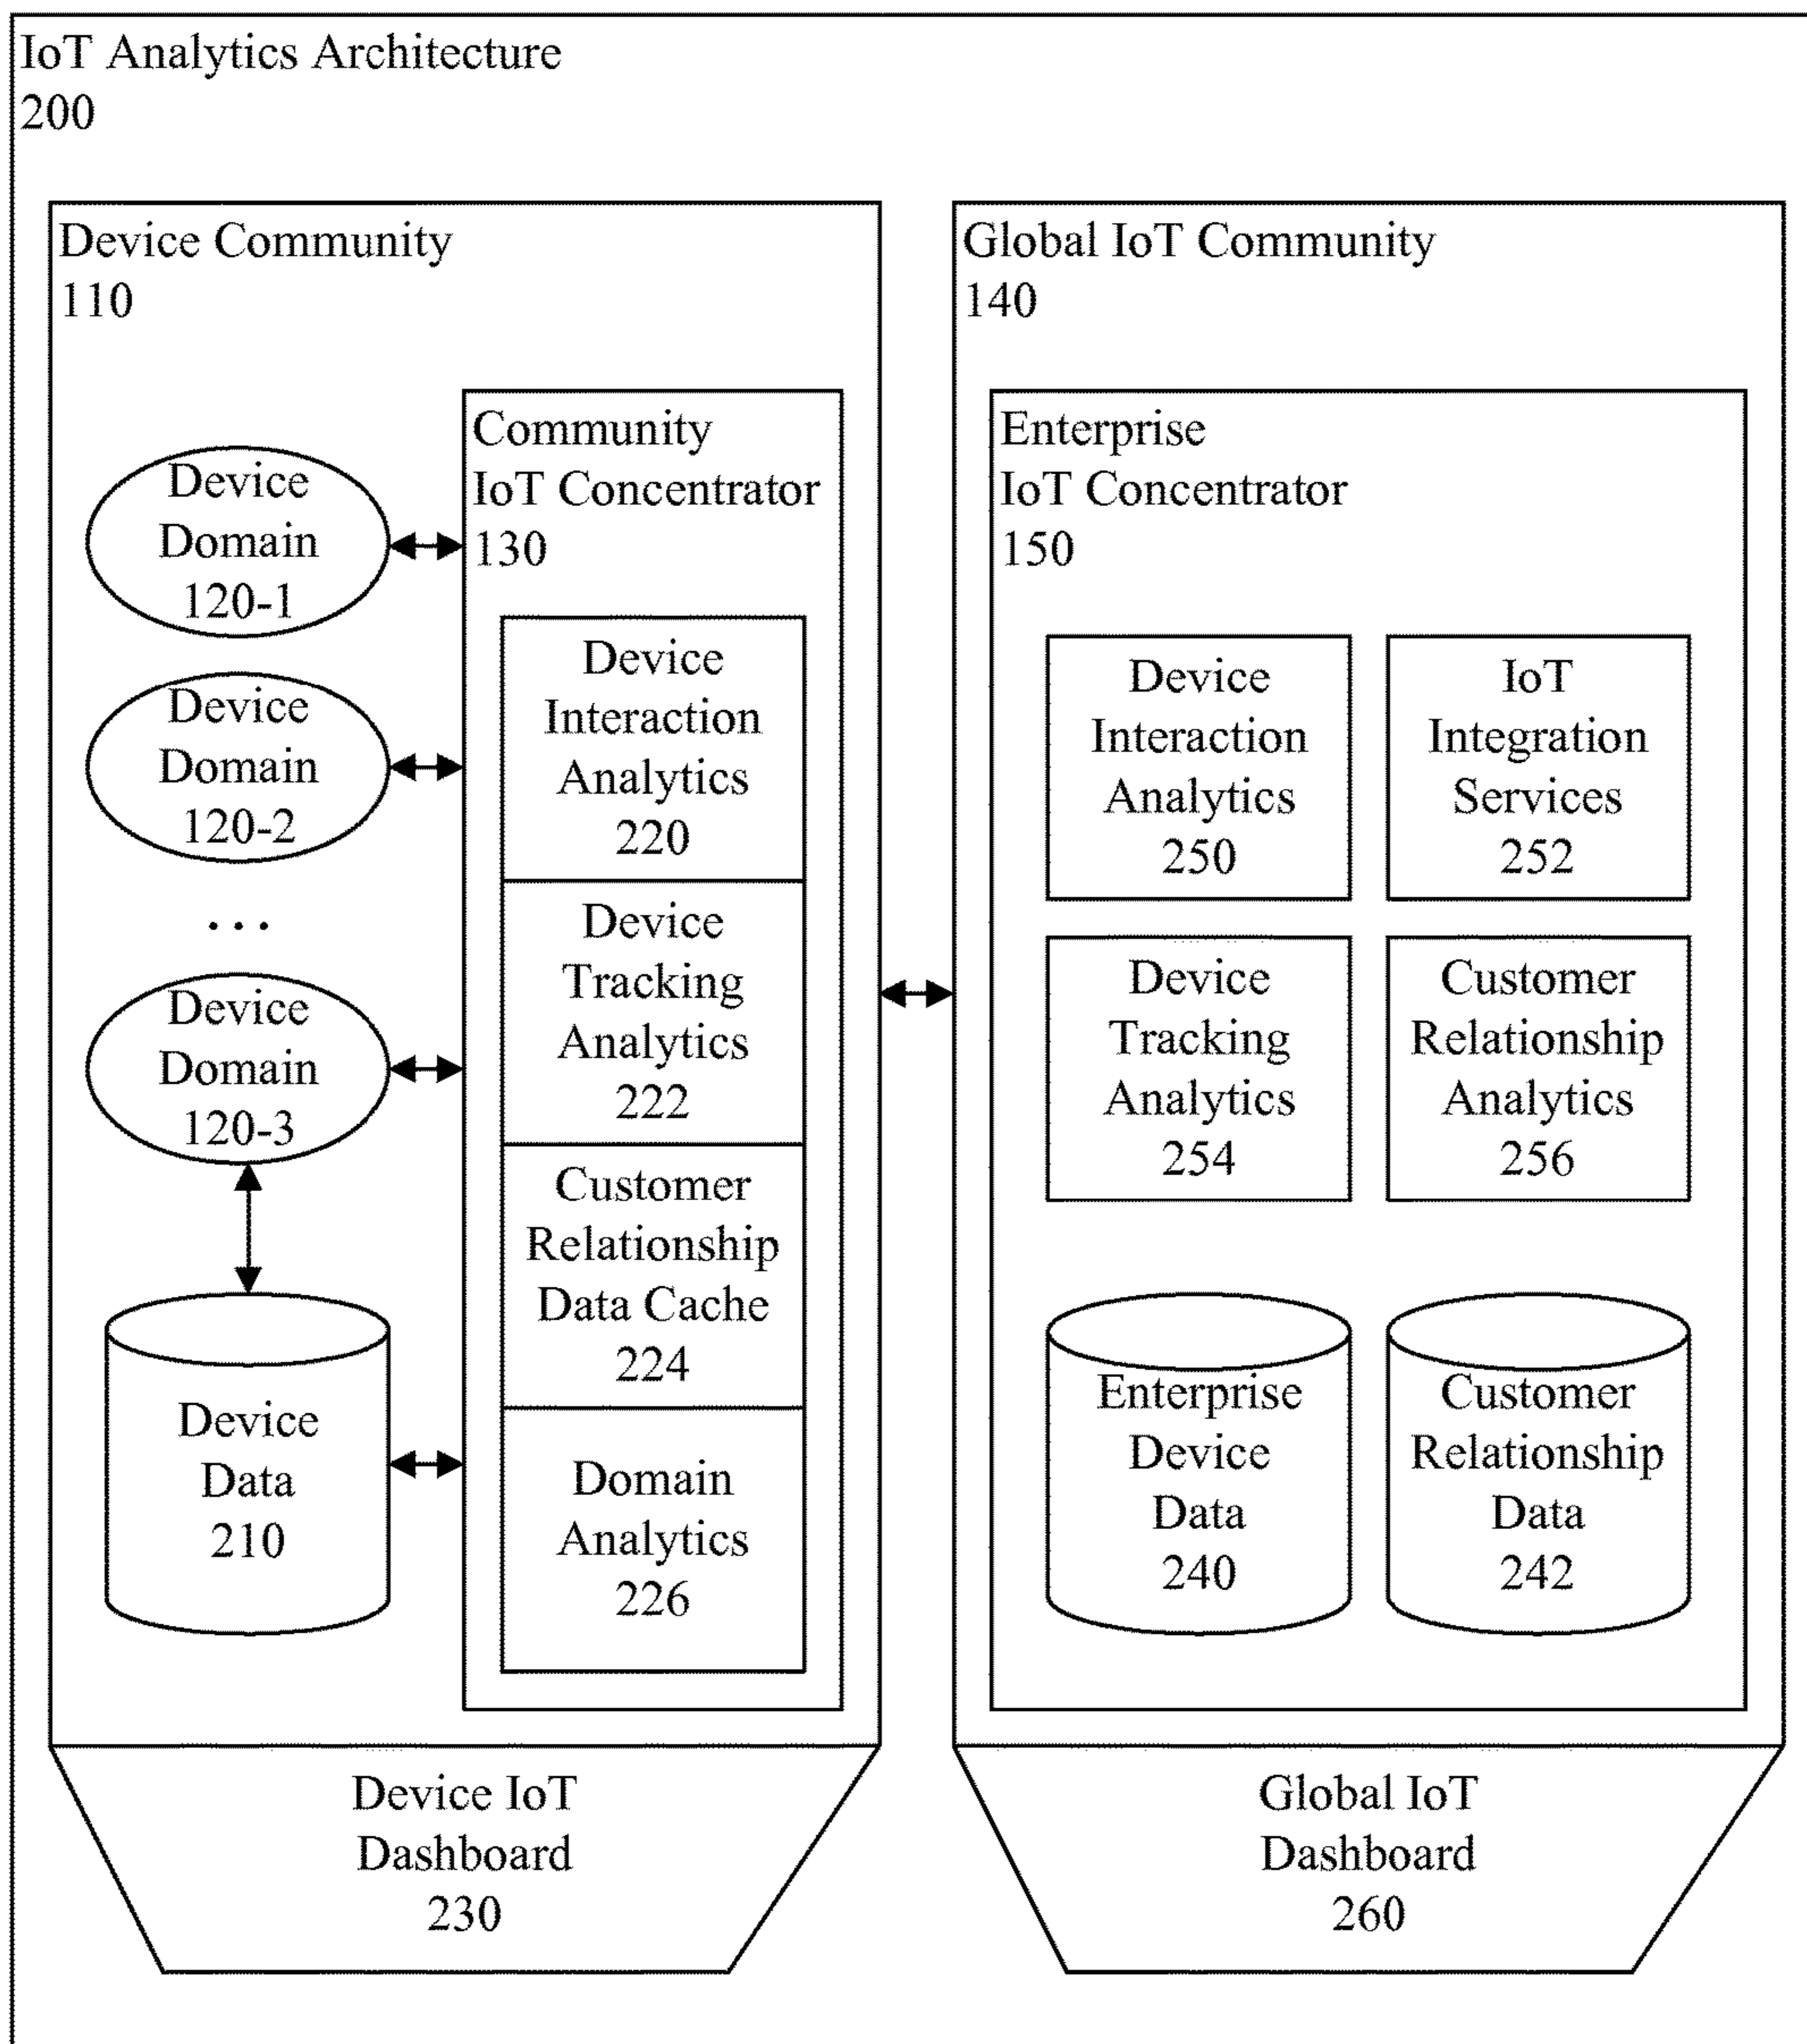 IoT Analytics Architecture
200
Device Community
110
Device
Domain
120-1
Device
Domain
120-2
...
Device
Domain
120-3
Device
Data
210
Community
IoT Concentrator
130
Device
Interaction
Analytics
220
Device
Tracking
Analytics
222
Customer
Relationship
Data Cache
224
Domain
Analytics
226
Device IoT
Dashboard
230
Global IoT Community
140
Enterprise
IoT Concentrator
150
Device
Interaction
Analytics
250
IoT
Integration
Services
252
Device
Tracking
Analytics
254
Customer
Relationship
Analytics
256
Enterprise
Device
Data
240
Customer
Relationship
Data
242
Global IoT
Dashboard
260